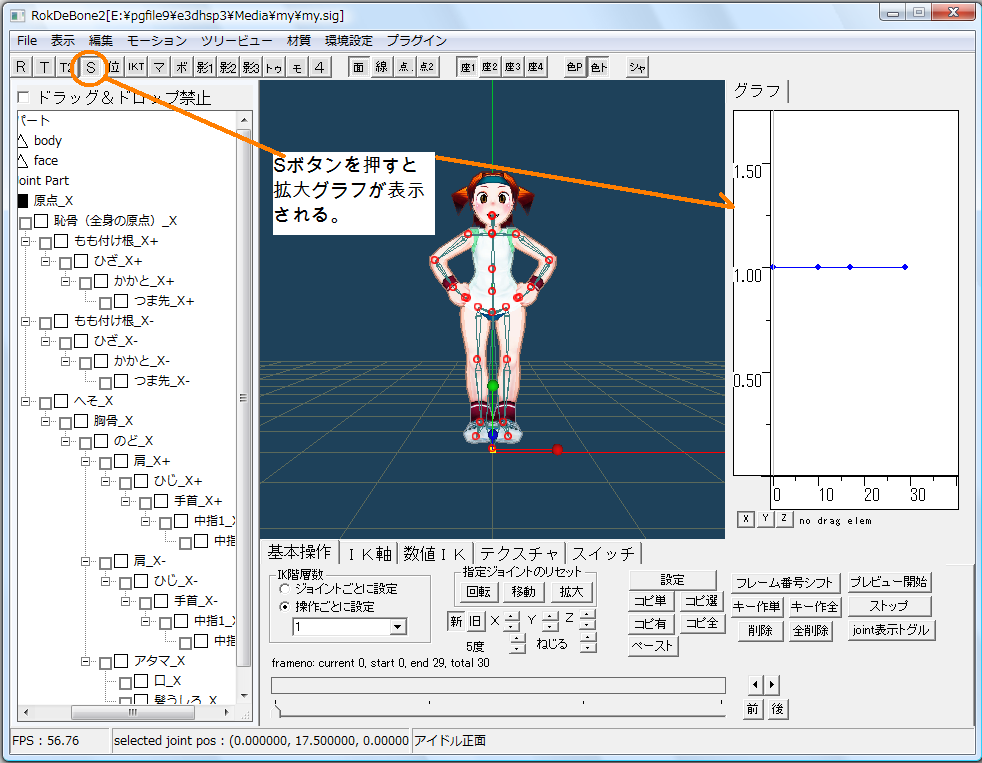 RokDeBone2[E:¥pgfile9¥e3dhsp3¥Media¥my¥my.sig]
File 表示 編集 モーション ツリービュー 材質 環境設定 プラグイン
R T T2 S 位 IKT マ ボ 影1 影2 影3 トゥ モ 4 面 線 点. 点2 座1 座2 座3 座4 色P 色ト シャ
ドラッグ＆ドロップ禁止
パート
body
face
oint Part
原点_X
恥骨（全身の原点）_X
もも付け根_X+
ひざ_X+
かかと_X+
つま先_X+
もも付け根_X-
ひざ_X-
かかと_X-
つま先_X-
へそ_X
胸骨_X
のど_X
肩_X+
ひじ_X+
手首_X+
中指1_X
中指
肩_X-
ひじ_X-
手首_X-
中指1_X
中指
アタマ_X
口_X
髪うしろ_X
Sボタンを押すと
拡大グラフが表示
される。
グラフ
1.50
1.00
0.50
0 10 20 30
X Y Z no drag elem
基本操作 ＩＫ軸 数値ＩＫ テクスチャ スイッチ
IK階層数
ジョイントごとに設定
操作ごとに設定
1
指定ジョイントのリセット
回転 移動 拡大
新 旧 X Y Z
5度 ねじる
設定
コピ単 コピ選
コピ有 コピ全
ペースト
フレーム番号シフト プレビュー開始
キー作単 キー作全 ストップ
削除 全削除 joint表示トグル
frameno: current 0, start 0, end 29, total 30
前 後
FPS : 56.76 selected joint pos : (0.000000, 17.500000, 0.00000 アイドル正面